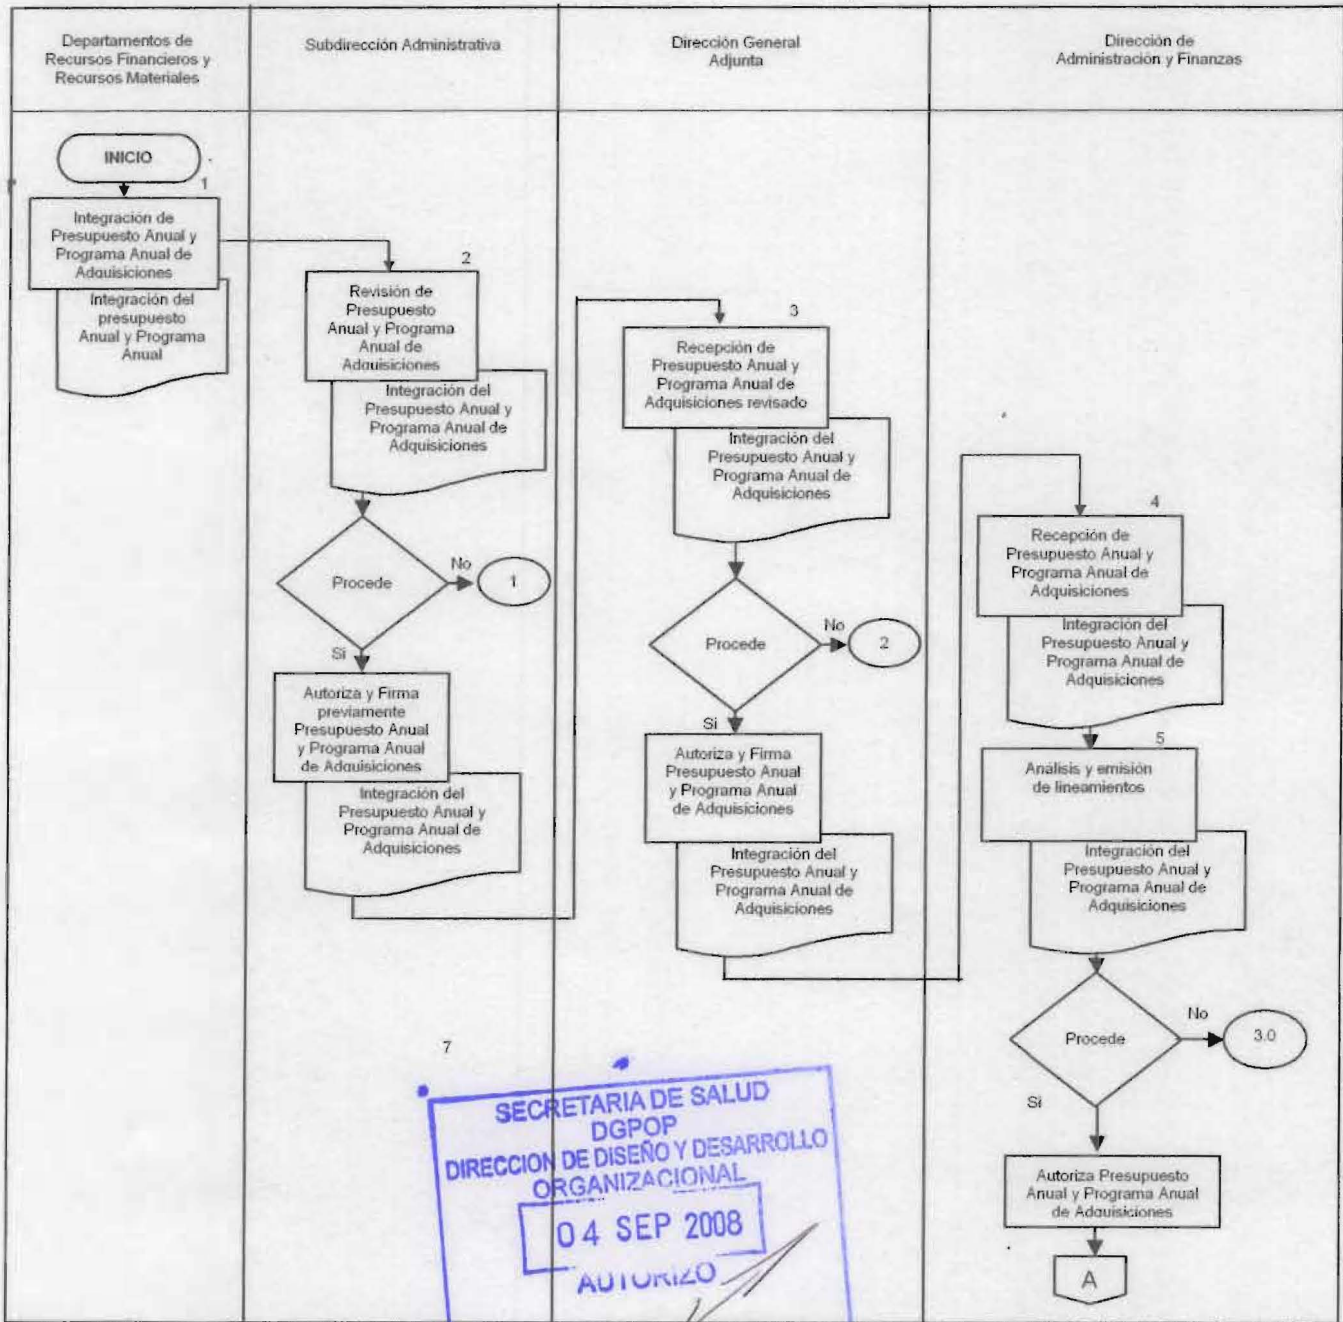 Departamentos de
Recursos Financieros y
Recursos Materiales
Subdirección Administrativa
Dirección General
Adjunta
Dirección de
Administración y Finanzas
INICIO
1
Integración de
Presupuesto Anual y
Programa Anual de
Adquisiciones
Integración del
presupuesto
Anual y Programa
Anual
2
Revisión de
Presupuesto
Anual y Programa
Anual de
Adquisiciones
Integración del
Presupuesto Anual y
Programa Anual de
Adquisiciones
Procede
No
1
Si
Autoriza y Firma
previamente
Presupuesto Anual
y Programa Anual
de Adquisiciones
Integración del
Presupuesto Anual y
Programa Anual de
Adquisiciones
3
Recepción de
Presupuesto Anual y
Programa Anual de
Adquisiciones revisado
Integración del
Presupuesto Anual y
Programa Anual de
Adquisiciones
Procede
No
2
Si
Autoriza y Firma
Presupuesto Anual
y Programa Anual
de Adquisiciones
Integración del
Presupuesto Anual y
Programa Anual de
Adquisiciones
4
Recepción de
Presupuesto Anual y
Programa Anual de
Adquisiciones
Integración del
Presupuesto Anual y
Programa Anual de
Adquisiciones
5
Análisis y emisión
de lineamientos
Integración del
Presupuesto Anual y
Programa Anual de
Adquisiciones
Procede
No
3.0
Si
Autoriza Presupuesto
Anual y Programa Anual
de Adquisiciones
A
7
SECRETARIA DE SALUD
DGPOP
DIRECCION DE DISEÑO Y DESARROLLO
ORGANIZACIONAL
04 SEP 2008
AUTORIZO